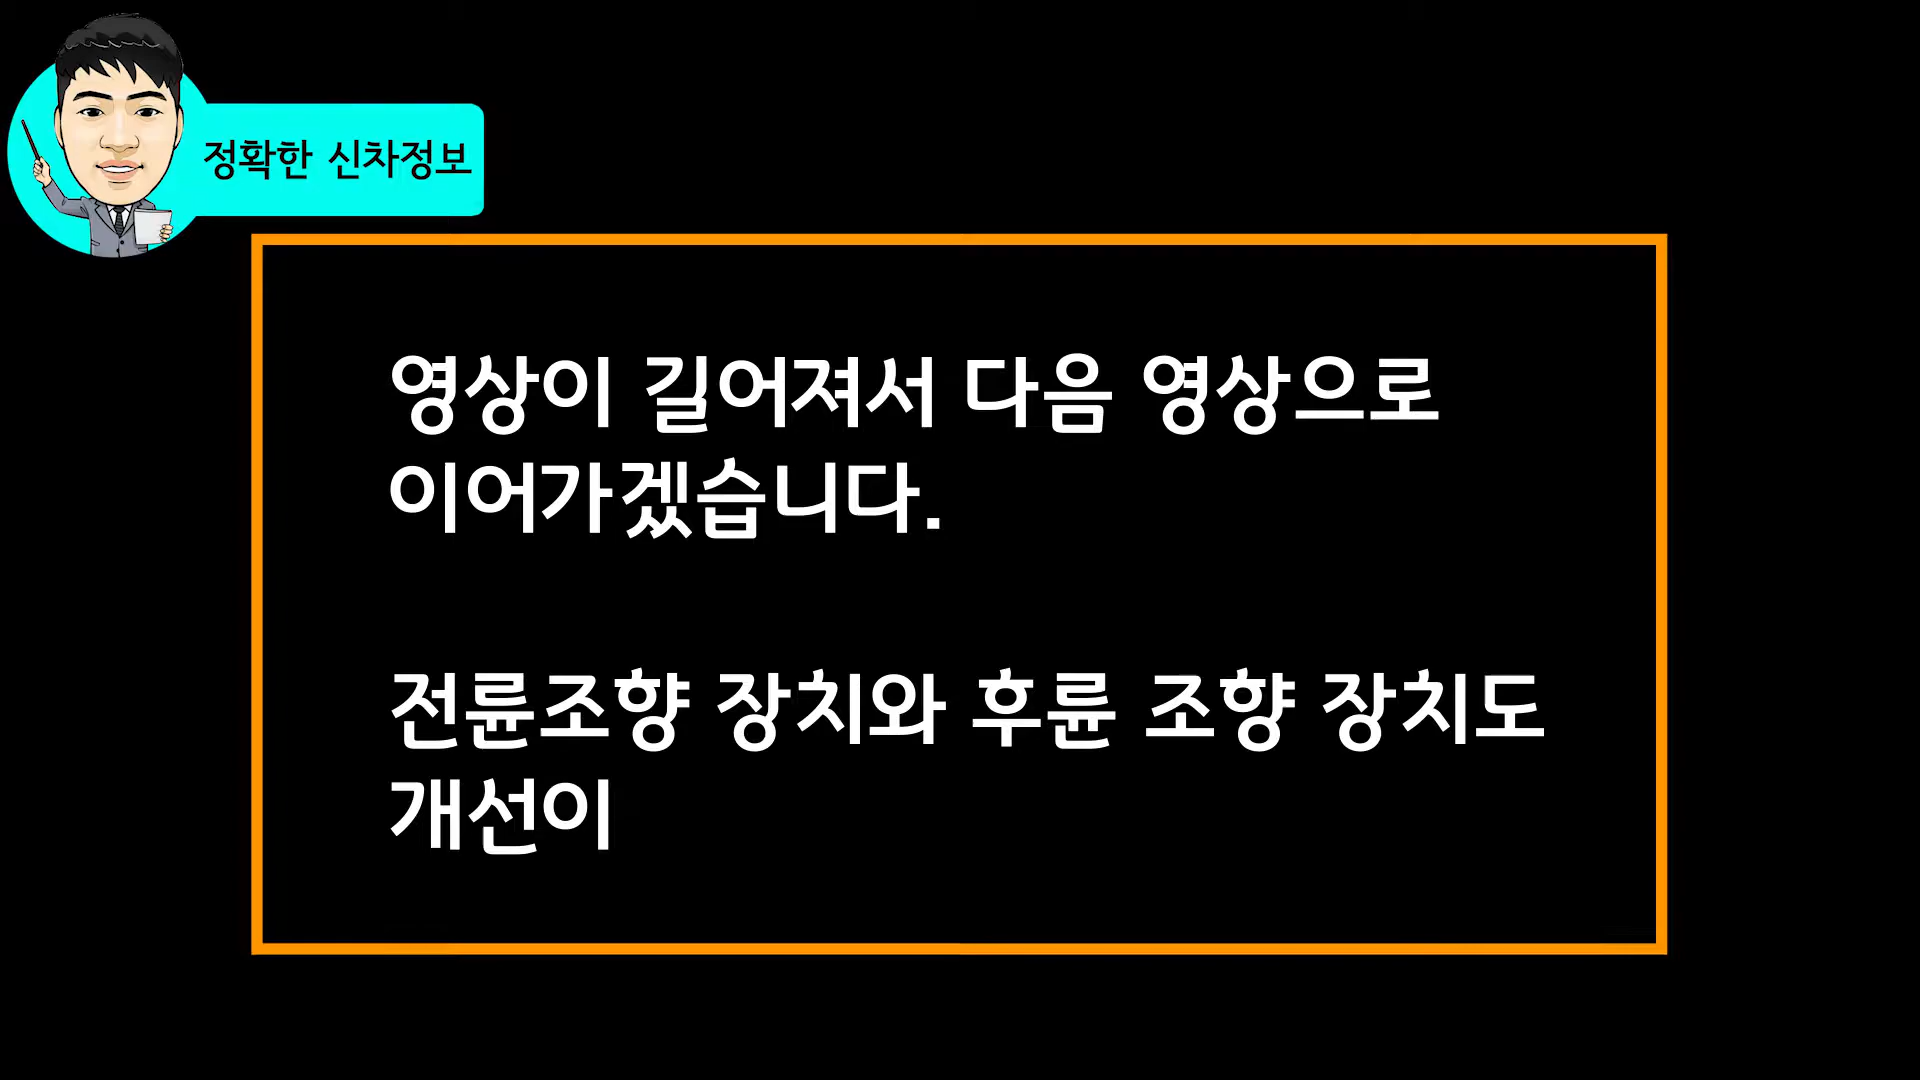 정확한 신차정보
영상이 길어져서 다음 영상으로
이어가겠습니다.
전륜조향 장치와 후륜 조향 장치도
개선이